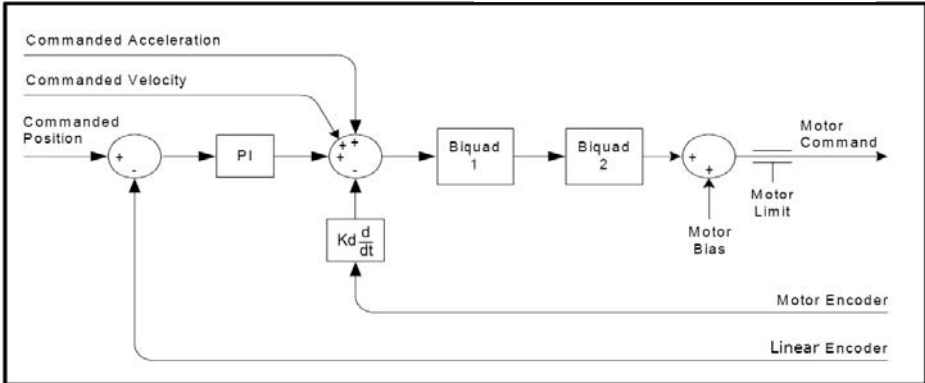 Commanded Acceleration
Commanded Velocity
Commanded
Position
+
-
PI
+
+
+
-
Biquad
1
Biquad
2
+
+
Motor
Command
Motor
Limit
Motor
Bias
Kd d
dt
Motor Encoder
Linear Encoder